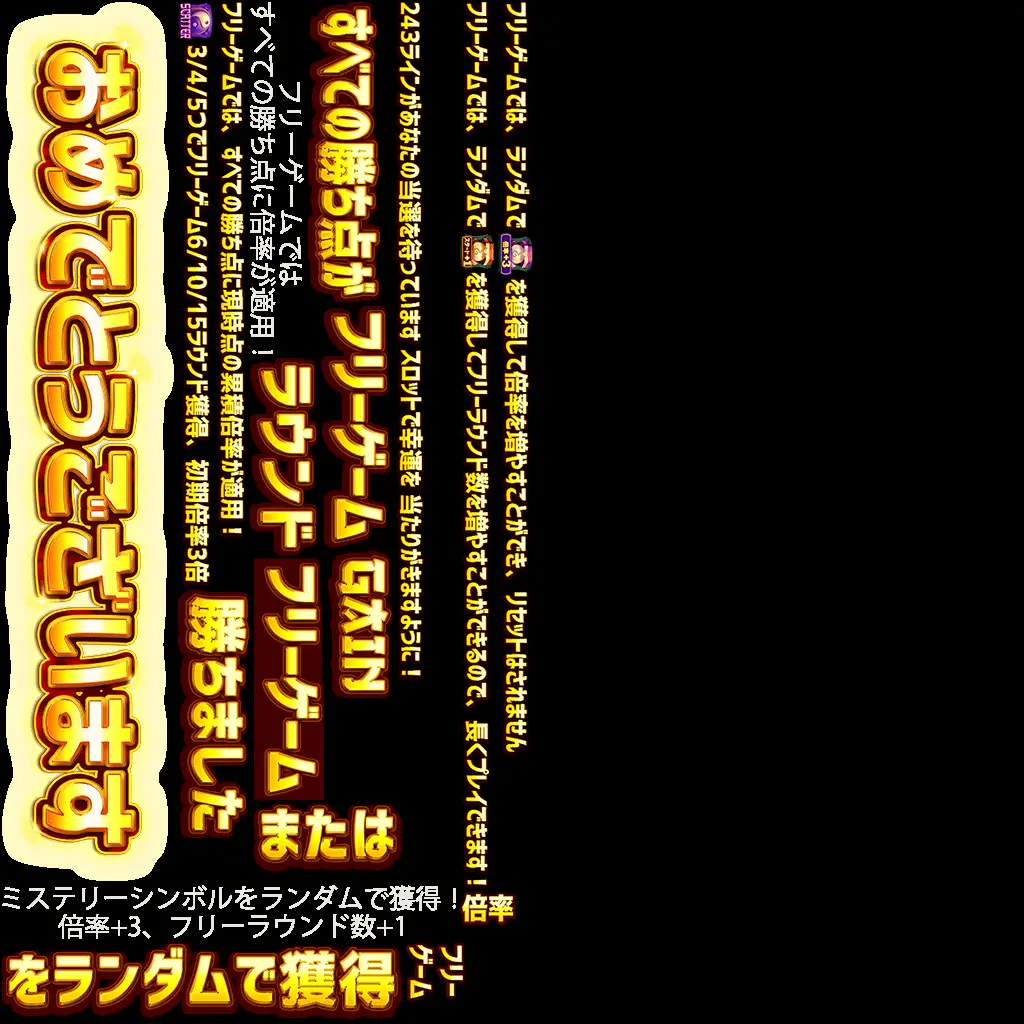 おめでとうございます
SCATTER 3/4/5つでフリーゲーム6/10/15ラウンド獲得、初期倍率3倍
フリーゲームでは、すべての勝ち点に現時点の累積倍率が適用！
フリーゲームでは
すべての勝ち点に倍率が適用！
すべての勝ち点が
フリーゲーム
GAIN
ラウンド
フリーゲーム
勝ちました
または
243ラインがあなたの当選を待っています スロットで幸運を 当たりがきますように！
フリーゲームでは、ランダムで スタート+1 を獲得してフリーラウンド数を増やすことができるので、長くプレイできます！
フリーゲームでは、ランダムで 倍率+3 を獲得して倍率を増やすことができ、リセットはされません
倍率
ミステリーシンボルをランダムで獲得！
倍率+3、フリーラウンド数+1
をランダムで獲得
フリー
ゲーム